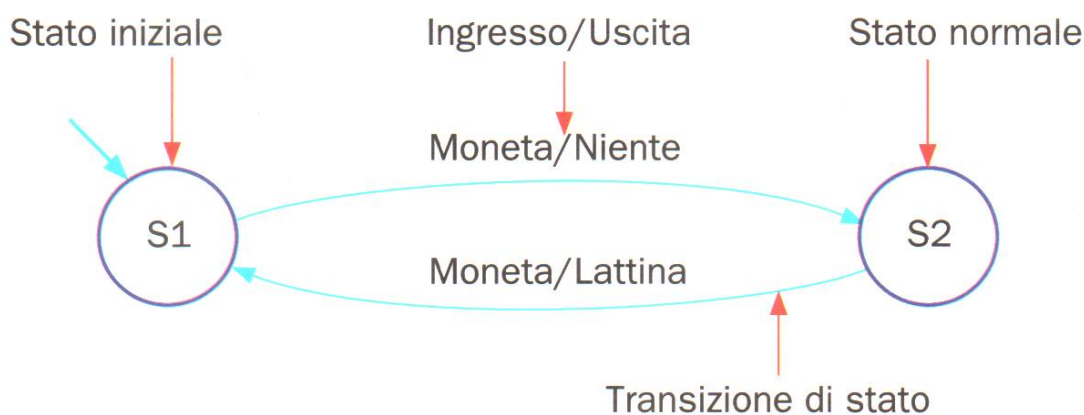 Stato iniziale
Ingresso/Uscita
Stato normale
Moneta/Niente
S1
S2
Moneta/Lattina
Transizione di stato